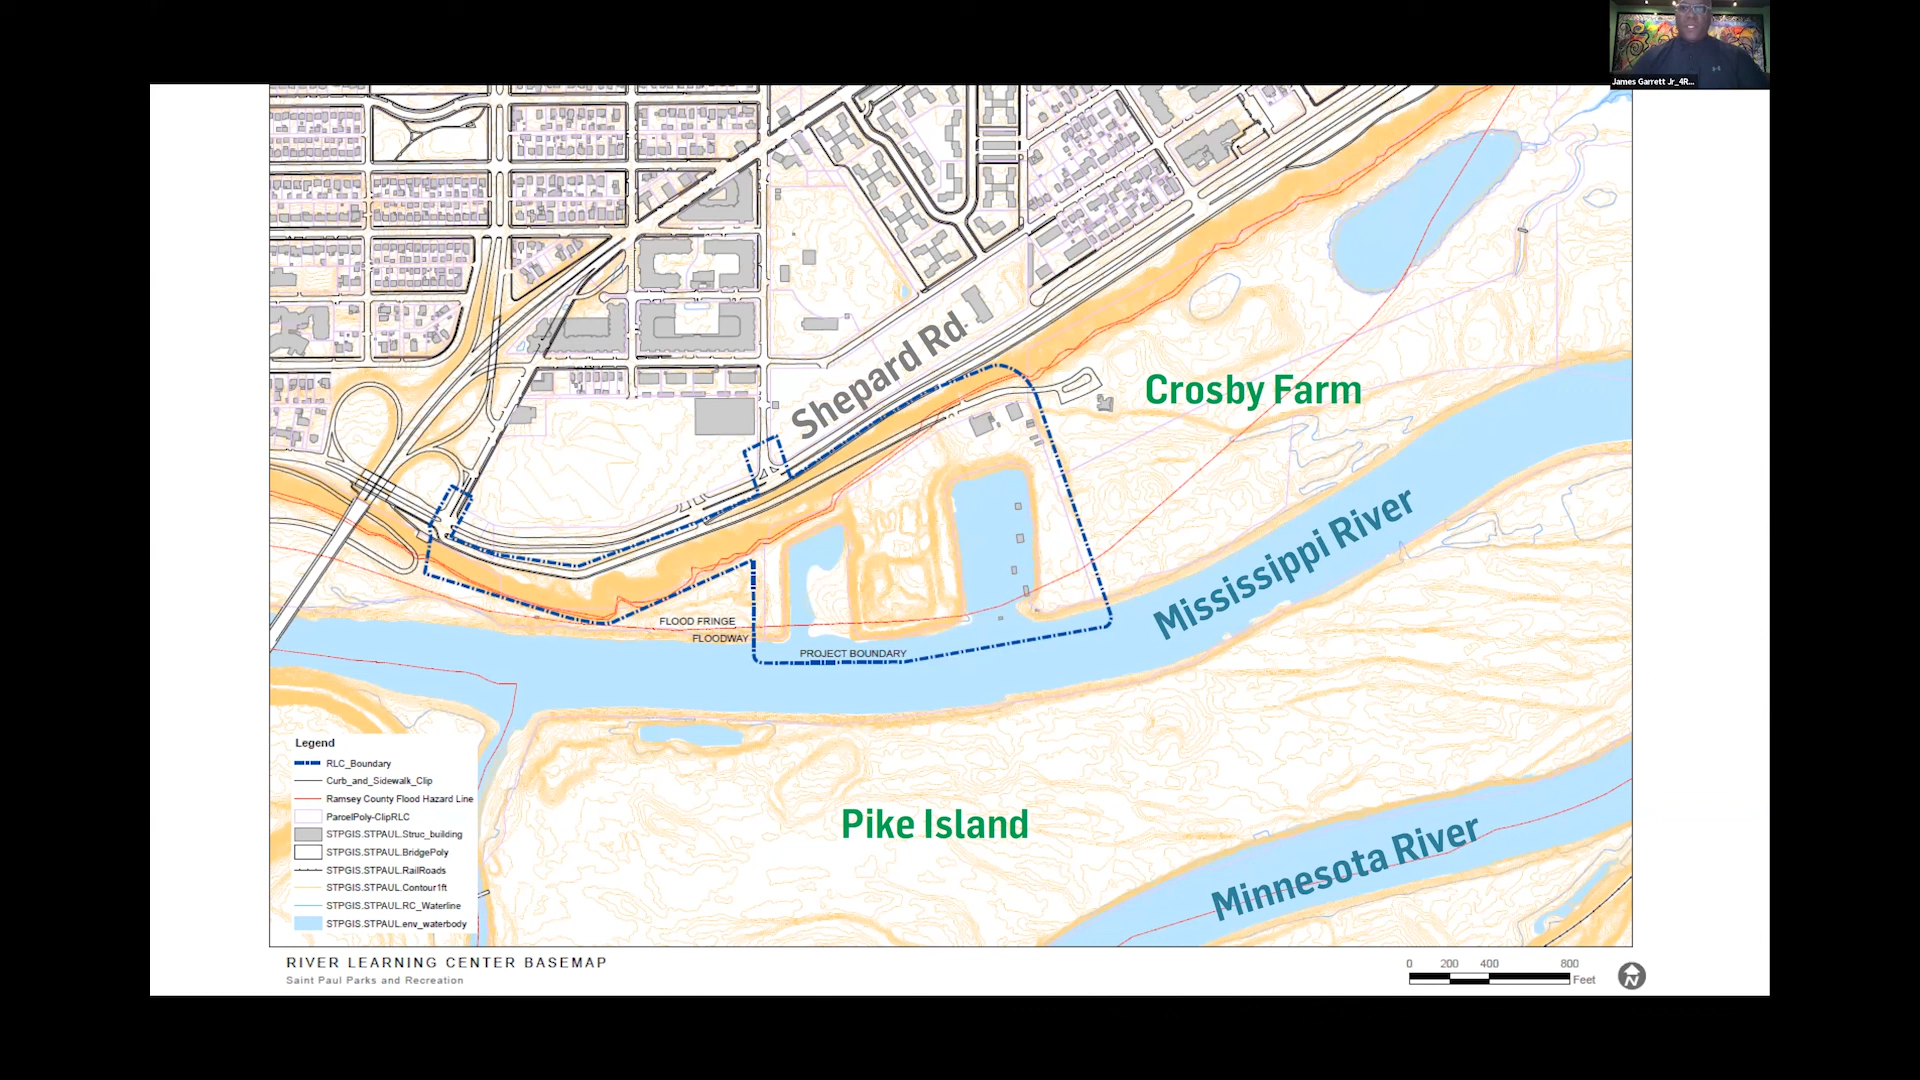 James Garrett Jr_4R...
Shepard Rd
Crosby Farm
Mississippi River
FLOOD FRINGE
FLOODWAY
PROJECT BOUNDARY
Pike Island
Minnesota River
Legend
RLC_Boundary
Curb_and_Sidewalk_Clip
Ramsey County Flood Hazard Line
ParcelPoly-ClipRLC
STPGIS.STPAUL.Struc_building
STPGIS.STPAUL.BridgePoly
STPGIS.STPAUL.RailRoads
STPGIS.STPAUL.Contour1ft
STPGIS.STPAUL.RC_Waterline
STPGIS.STPAUL.env_waterbody
RIVER LEARNING CENTER BASEMAP
Saint Paul Parks and Recreation
0 200 400 800
Feet
N